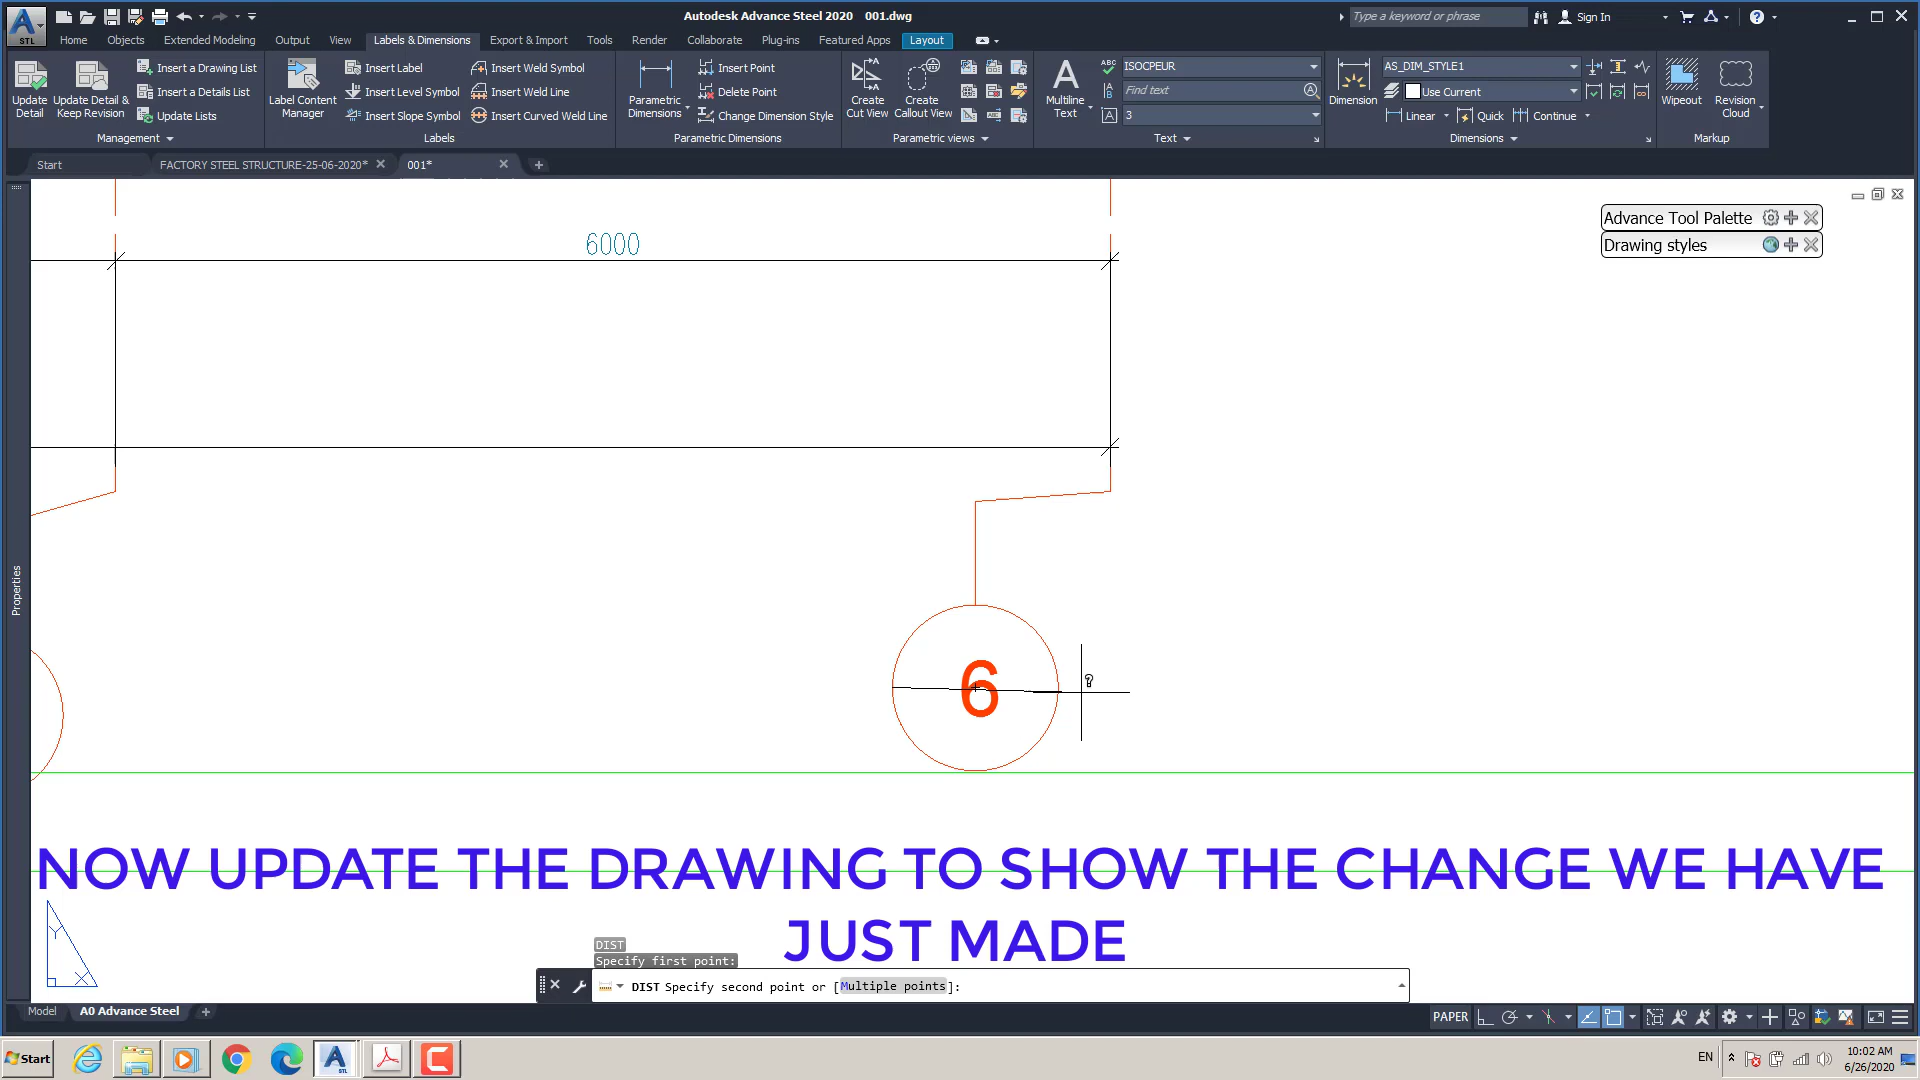 Autodesk Advance Steel 2020 001.dwg
Type a keyword or phrase
Sign In
STL
Home Objects Extended Modeling Output View Labels & Dimensions Export & Import Tools Render Collaborate Plug-ins Featured Apps Layout
Update Detail
Update Detail & Keep Revision
Insert a Drawing List
Insert a Details List
Update Lists
Management
Label Content Manager
Insert Label
Insert Level Symbol
Insert Slope Symbol
Insert Weld Symbol
Insert Weld Line
Insert Curved Weld Line
Labels
Parametric Dimensions
Insert Point
Delete Point
Change Dimension Style
Parametric Dimensions
Create Cut View
Create Callout View
Parametric views
Multiline Text
ISOCPEUR
Find text
3
Text
Dimension
AS_DIM_STYLE1
Use Current
Linear
Quick
Continue
Dimensions
Wipeout
Revision Cloud
Markup
Start
FACTORY STEEL STRUCTURE-25-06-2020*
001*
Advance Tool Palette
Drawing styles
6000
Properties
6
NOW UPDATE THE DRAWING TO SHOW THE CHANGE WE HAVE
JUST MADE
Y
X
DIST
Specify first point:
DIST Specify second point or [Multiple points]:
Model
A0 Advance Steel
PAPER
Start
STL
EN
10:02 AM
6/26/2020